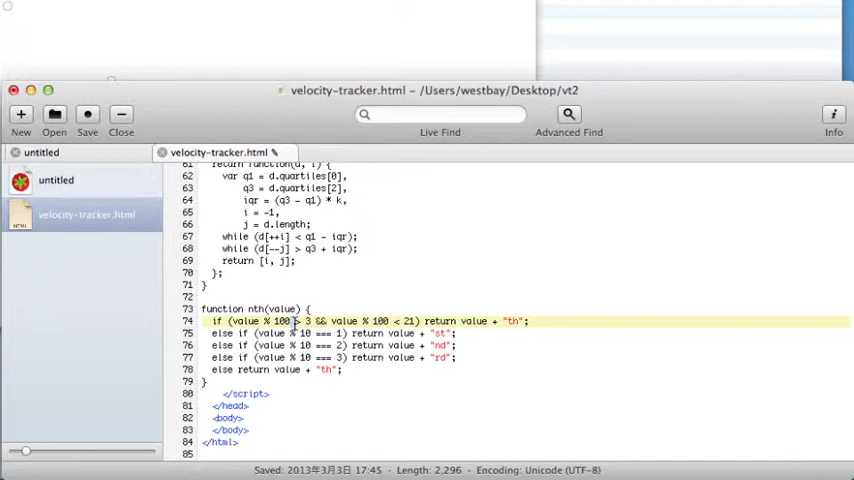 velocity-tracker.html - /Users/westbay/Desktop/vt2
New Open Save Close Live Find Advanced Find Info
untitled velocity-tracker.html
untitled
velocity-tracker.html
61 return function(d, i) {
62 var q1 = d.quartiles[0],
63 q3 = d.quartiles[2],
64 iqr = (q3 - q1) * k,
65 i = -1,
66 j = d.length;
67 while (d[++i] < q1 - iqr);
68 while (d[--j] > q3 + iqr);
69 return [i, j];
70 };
71 }
72
73 function nth(value) {
74 if (value % 100 > 3 && value % 100 < 21) return value + "th";
75 else if (value % 10 === 1) return value + "st";
76 else if (value % 10 === 2) return value + "nd";
77 else if (value % 10 === 3) return value + "rd";
78 else return value + "th";
79 }
80 </script>
81 </head>
82 <body>
83 </body>
84 </html>
85
Saved: 2013年3月3日 17:45 - Length: 2,296 - Encoding: Unicode (UTF-8)